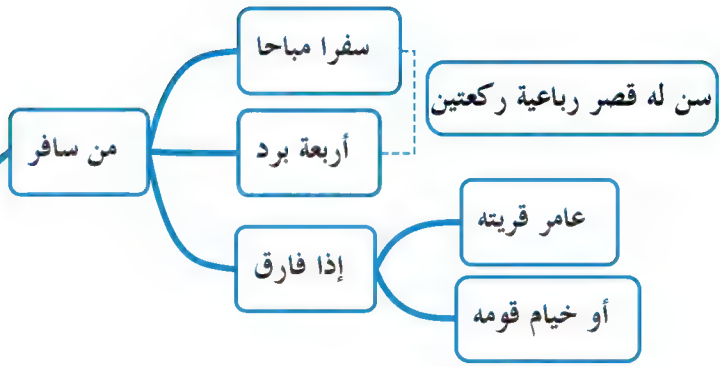 من سافر
سفرا مباحا
أربعة برد
سن له قصر رباعية ركعتين
إذا فارق
عامر قريته
أو خيام قومه